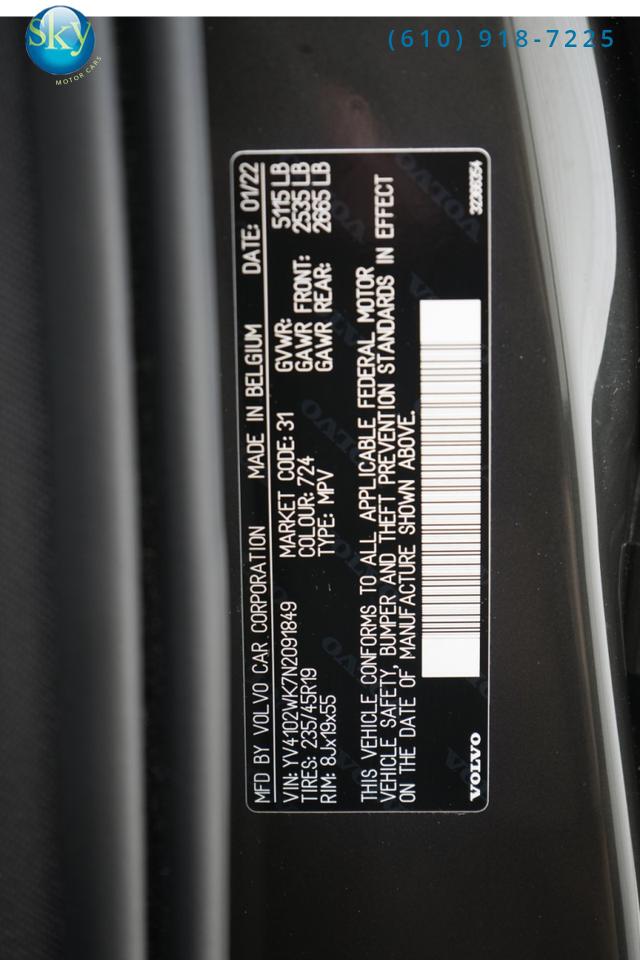 Sky
MOTOR CARS
(610) 918-7225
MFD BY VOLVO CAR CORPORATION MADE IN BELGIUM DATE: 01/22
VIN: YV4102WK7N2091849 MARKET CODE: 31 GVWR: 5115 LB
TIRES: 235/45R19 COLOUR: 724 GAWR FRONT: 2535 LB
RIM: 8Jx19x55 TYPE: MPV GAWR REAR: 2665 LB
THIS VEHICLE CONFORMS TO ALL APPLICABLE FEDERAL MOTOR
VEHICLE SAFETY, BUMPER AND THEFT PREVENTION STANDARDS IN EFFECT
ON THE DATE OF MANUFACTURE SHOWN ABOVE.
VOLVO